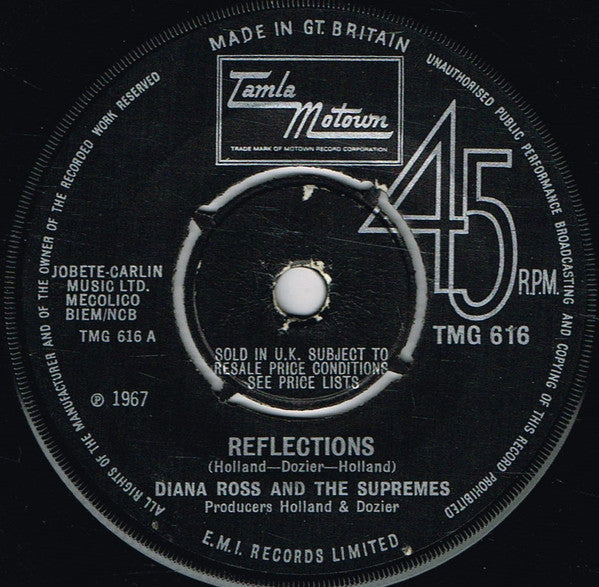 MADE IN GT. BRITAIN
UNAUTHORISED PUBLIC PERFORMANCE BROADCASTING AND COPYING OF THIS RECORD PROHIBITED
E.M.I. RECORDS LIMITED
ALL RIGHTS OF THE MANUFACTURER AND OF THE OWNER OF THE RECORDED WORK RESERVED
Tamla
Motown
TRADE MARK OF MOTOWN RECORD CORPORATION
45 R.P.M.
TMG 616
JOBETE-CARLIN
MUSIC LTD.
MECOLICO
BIEM/NCB
TMG 616 A
SOLD IN U.K. SUBJECT TO
RESALE PRICE CONDITIONS
SEE PRICE LISTS
℗ 1967
REFLECTIONS
(Holland—Dozier—Holland)
DIANA ROSS AND THE SUPREMES
Producers Holland & Dozier